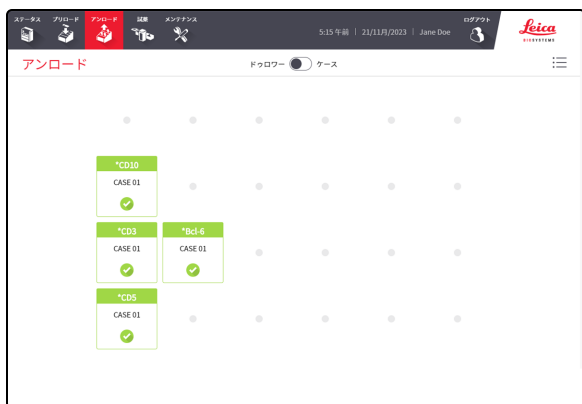 ステータス プリロード アンロード 試薬 メンテナンス ログアウト
5:15 午前 | 21/11月/2023 | Jane Doe
Leica
BIOSYSTEMS
アンロード
ドゥロワー ケース
*CD10
CASE 01
*CD3 *Bcl-6
CASE 01 CASE 01
*CD5
CASE 01